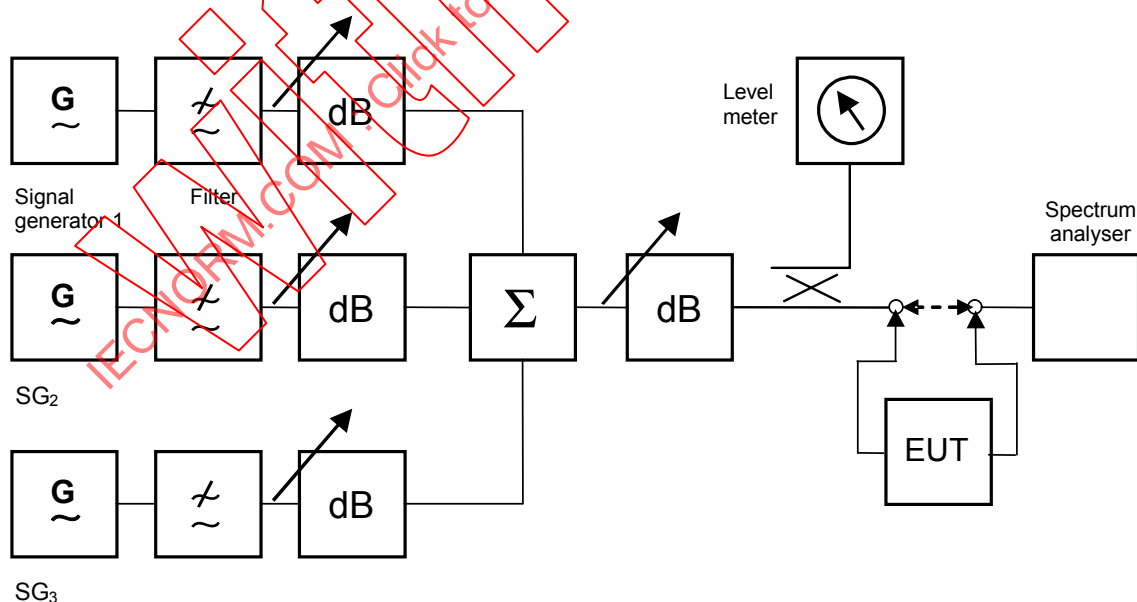 G
dB
Level
meter
Signal
generator 1
Filter
Spectrum
analyser
G
dB
Σ
dB
SG2
EUT
G
dB
SG3
IECNORM.COM : Click to